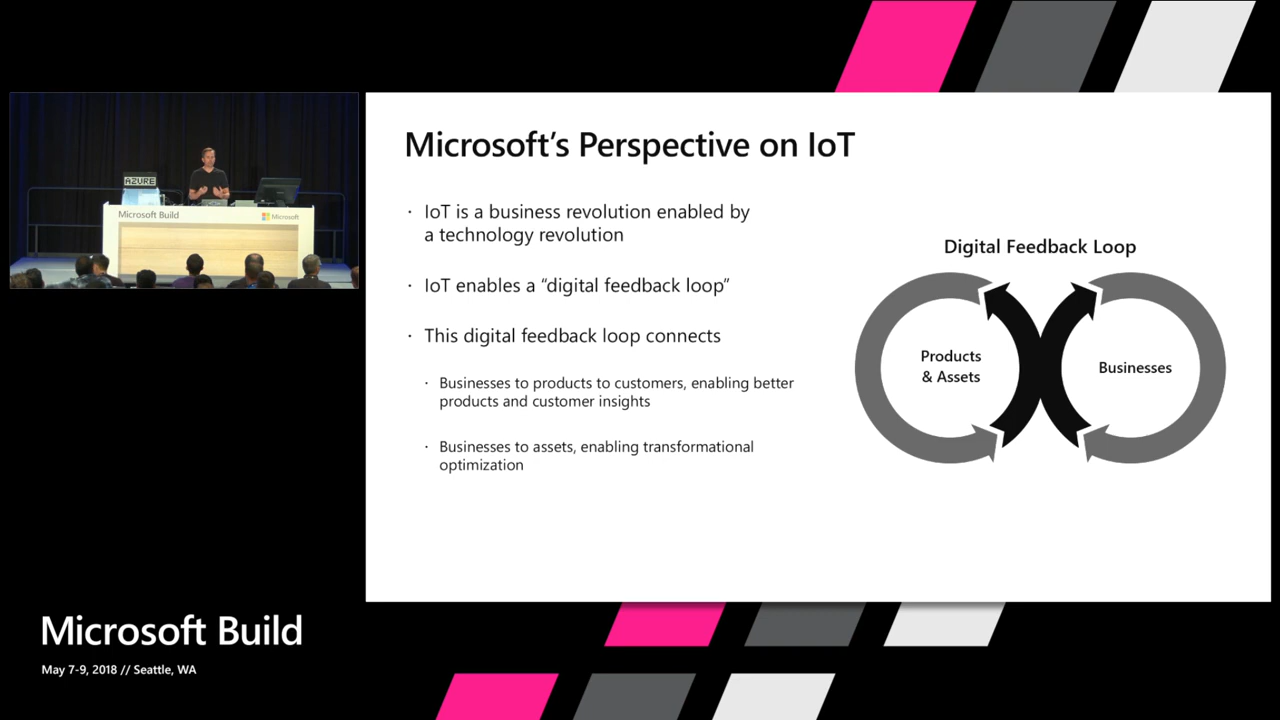 AZURE
Microsoft Build
Microsoft
Microsoft's Perspective on IoT
· IoT is a business revolution enabled by
a technology revolution
· IoT enables a “digital feedback loop”
· This digital feedback loop connects
· Businesses to products to customers, enabling better
products and customer insights
· Businesses to assets, enabling transformational
optimization
Digital Feedback Loop
Products
& Assets
Businesses
Microsoft Build
May 7-9, 2018 // Seattle, WA